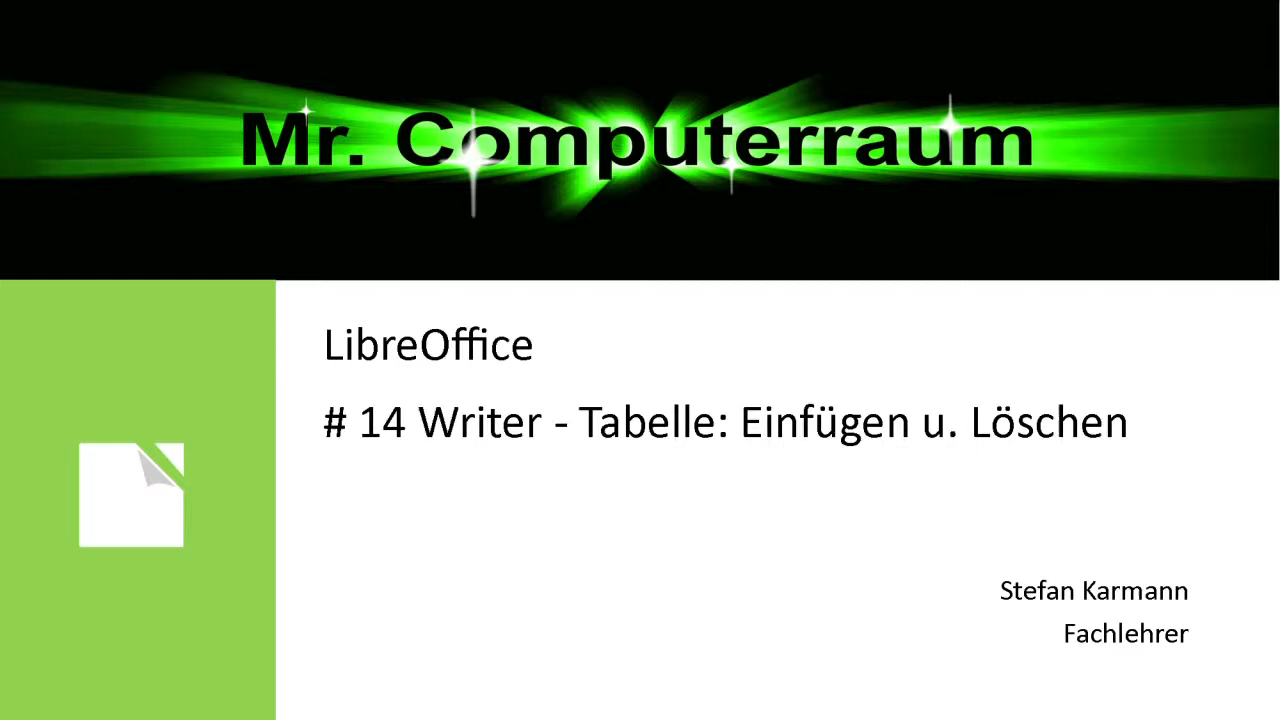 Mr. Computerraum
LibreOffice
# 14 Writer - Tabelle: Einfügen u. Löschen
Stefan Karmann
Fachlehrer